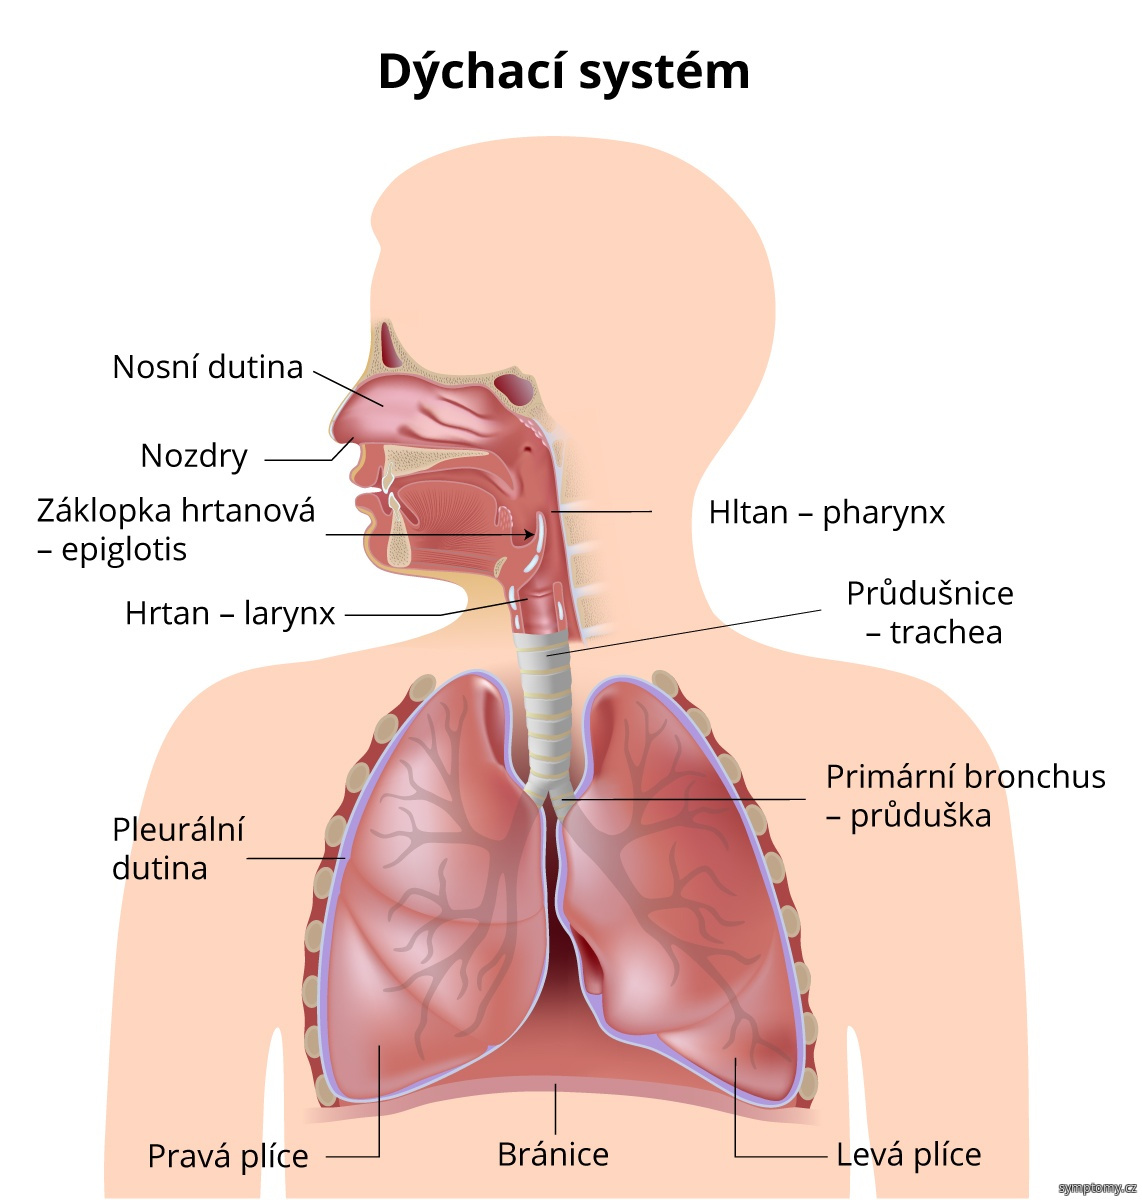 Dýchací systém
Nosní dutina
Nozdry
Záklopka hrtanová
– epiglotis
Hltan – pharynx
Hrtan – larynx
Průdušnice
– trachea
Primární bronchus
– průduška
Pleurální
dutina
Pravá plíce
Bránice
Levá plíce
symptomy.cz